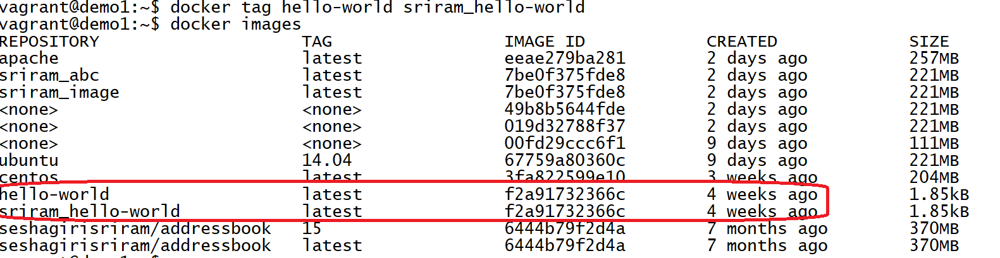 vagrant@demo1:~$ docker tag hello-world sriram_hello-world
vagrant@demo1:~$ docker images
REPOSITORY TAG IMAGE ID CREATED SIZE
apache latest eeae279ba281 2 days ago 257MB
sriram_abc latest 7be0f375fde8 2 days ago 221MB
sriram_image latest 7be0f375fde8 2 days ago 221MB
<none> <none> 49b8b5644fde 2 days ago 221MB
<none> <none> 019d32788f37 2 days ago 221MB
<none> <none> 00fd29ccc6f1 9 days ago 111MB
ubuntu 14.04 67759a80360c 9 days ago 221MB
centos latest 3fa822599e10 3 weeks ago 204MB
hello-world latest f2a91732366c 4 weeks ago 1.85kB
sriram_hello-world latest f2a91732366c 4 weeks ago 1.85kB
seshagirisriram/addressbook 15 6444b79f2d4a 7 months ago 370MB
seshagirisriram/addressbook latest 6444b79f2d4a 7 months ago 370MB